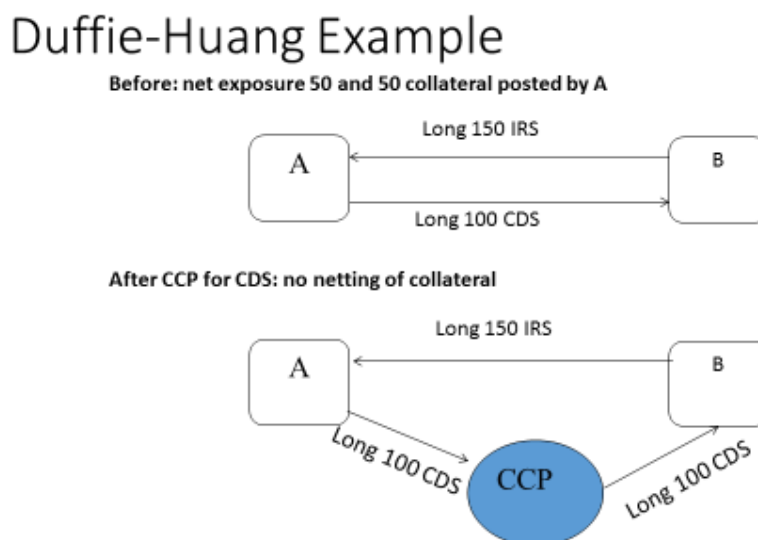 Duffie-Huang Example
Before: net exposure 50 and 50 collateral posted by A
Long 150 IRS
A
B
Long 100 CDS
After CCP for CDS: no netting of collateral
Long 150 IRS
A
B
Long 100 CDS
CCP
Long 100 CDS